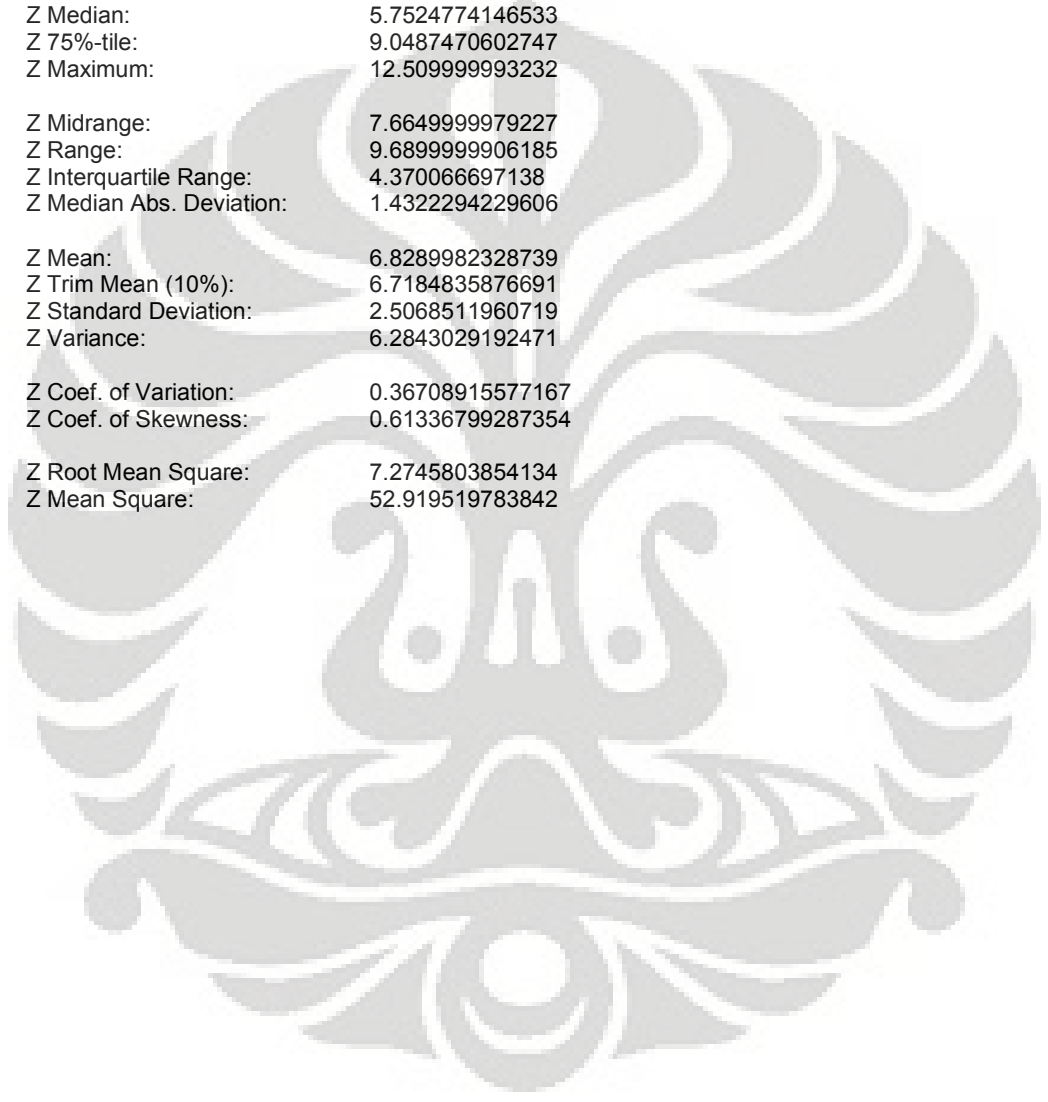 Z Median: 5.7524774146533
Z 75%-tile: 9.0487470602747
Z Maximum: 12.509999993232
Z Midrange: 7.6649999979227
Z Range: 9.6899999906185
Z Interquartile Range: 4.370066697138
Z Median Abs. Deviation: 1.4322294229606
Z Mean: 6.8289982328739
Z Trim Mean (10%): 6.7184835876691
Z Standard Deviation: 2.5068511960719
Z Variance: 6.2843029192471
Z Coef. of Variation: 0.36708915577167
Z Coef. of Skewness: 0.61336799287354
Z Root Mean Square: 7.2745803854134
Z Mean Square: 52.919519783842